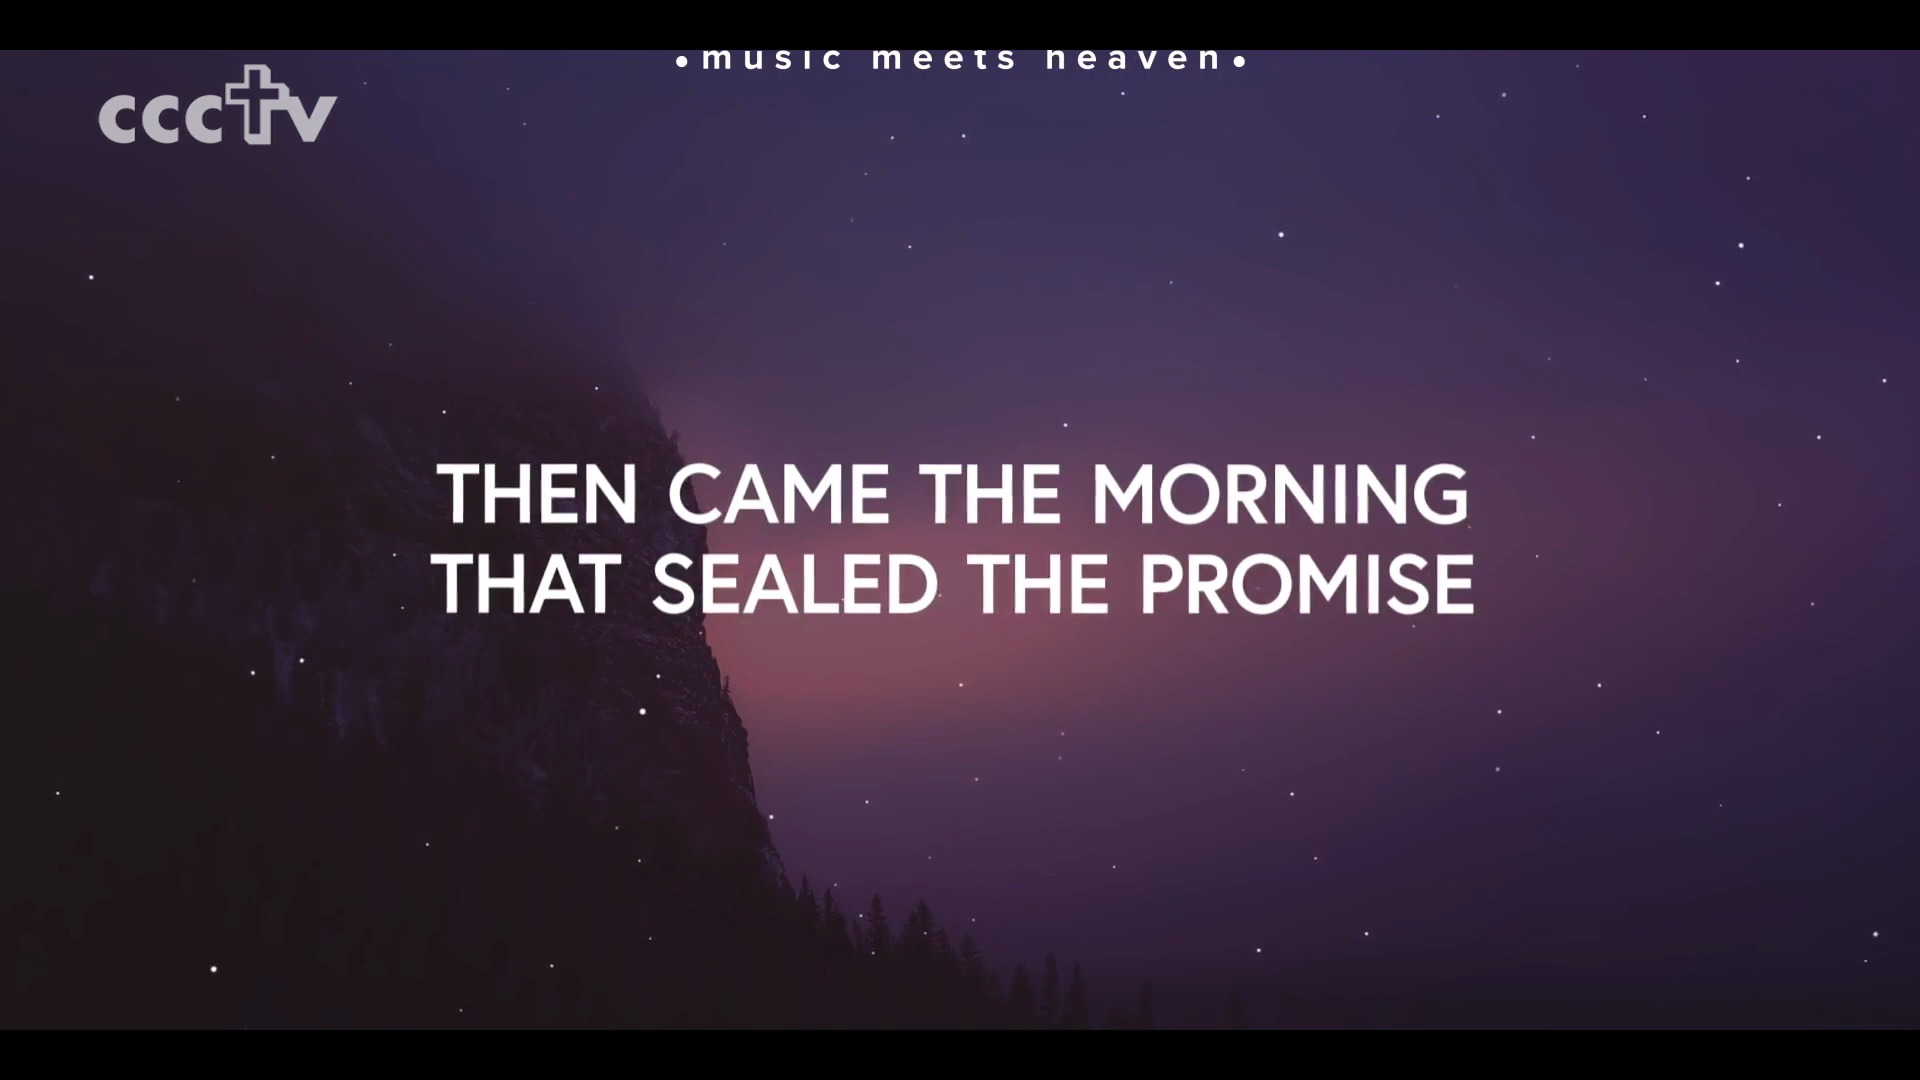 •music meets heaven•
ccctv
THEN CAME THE MORNING
THAT SEALED THE PROMISE